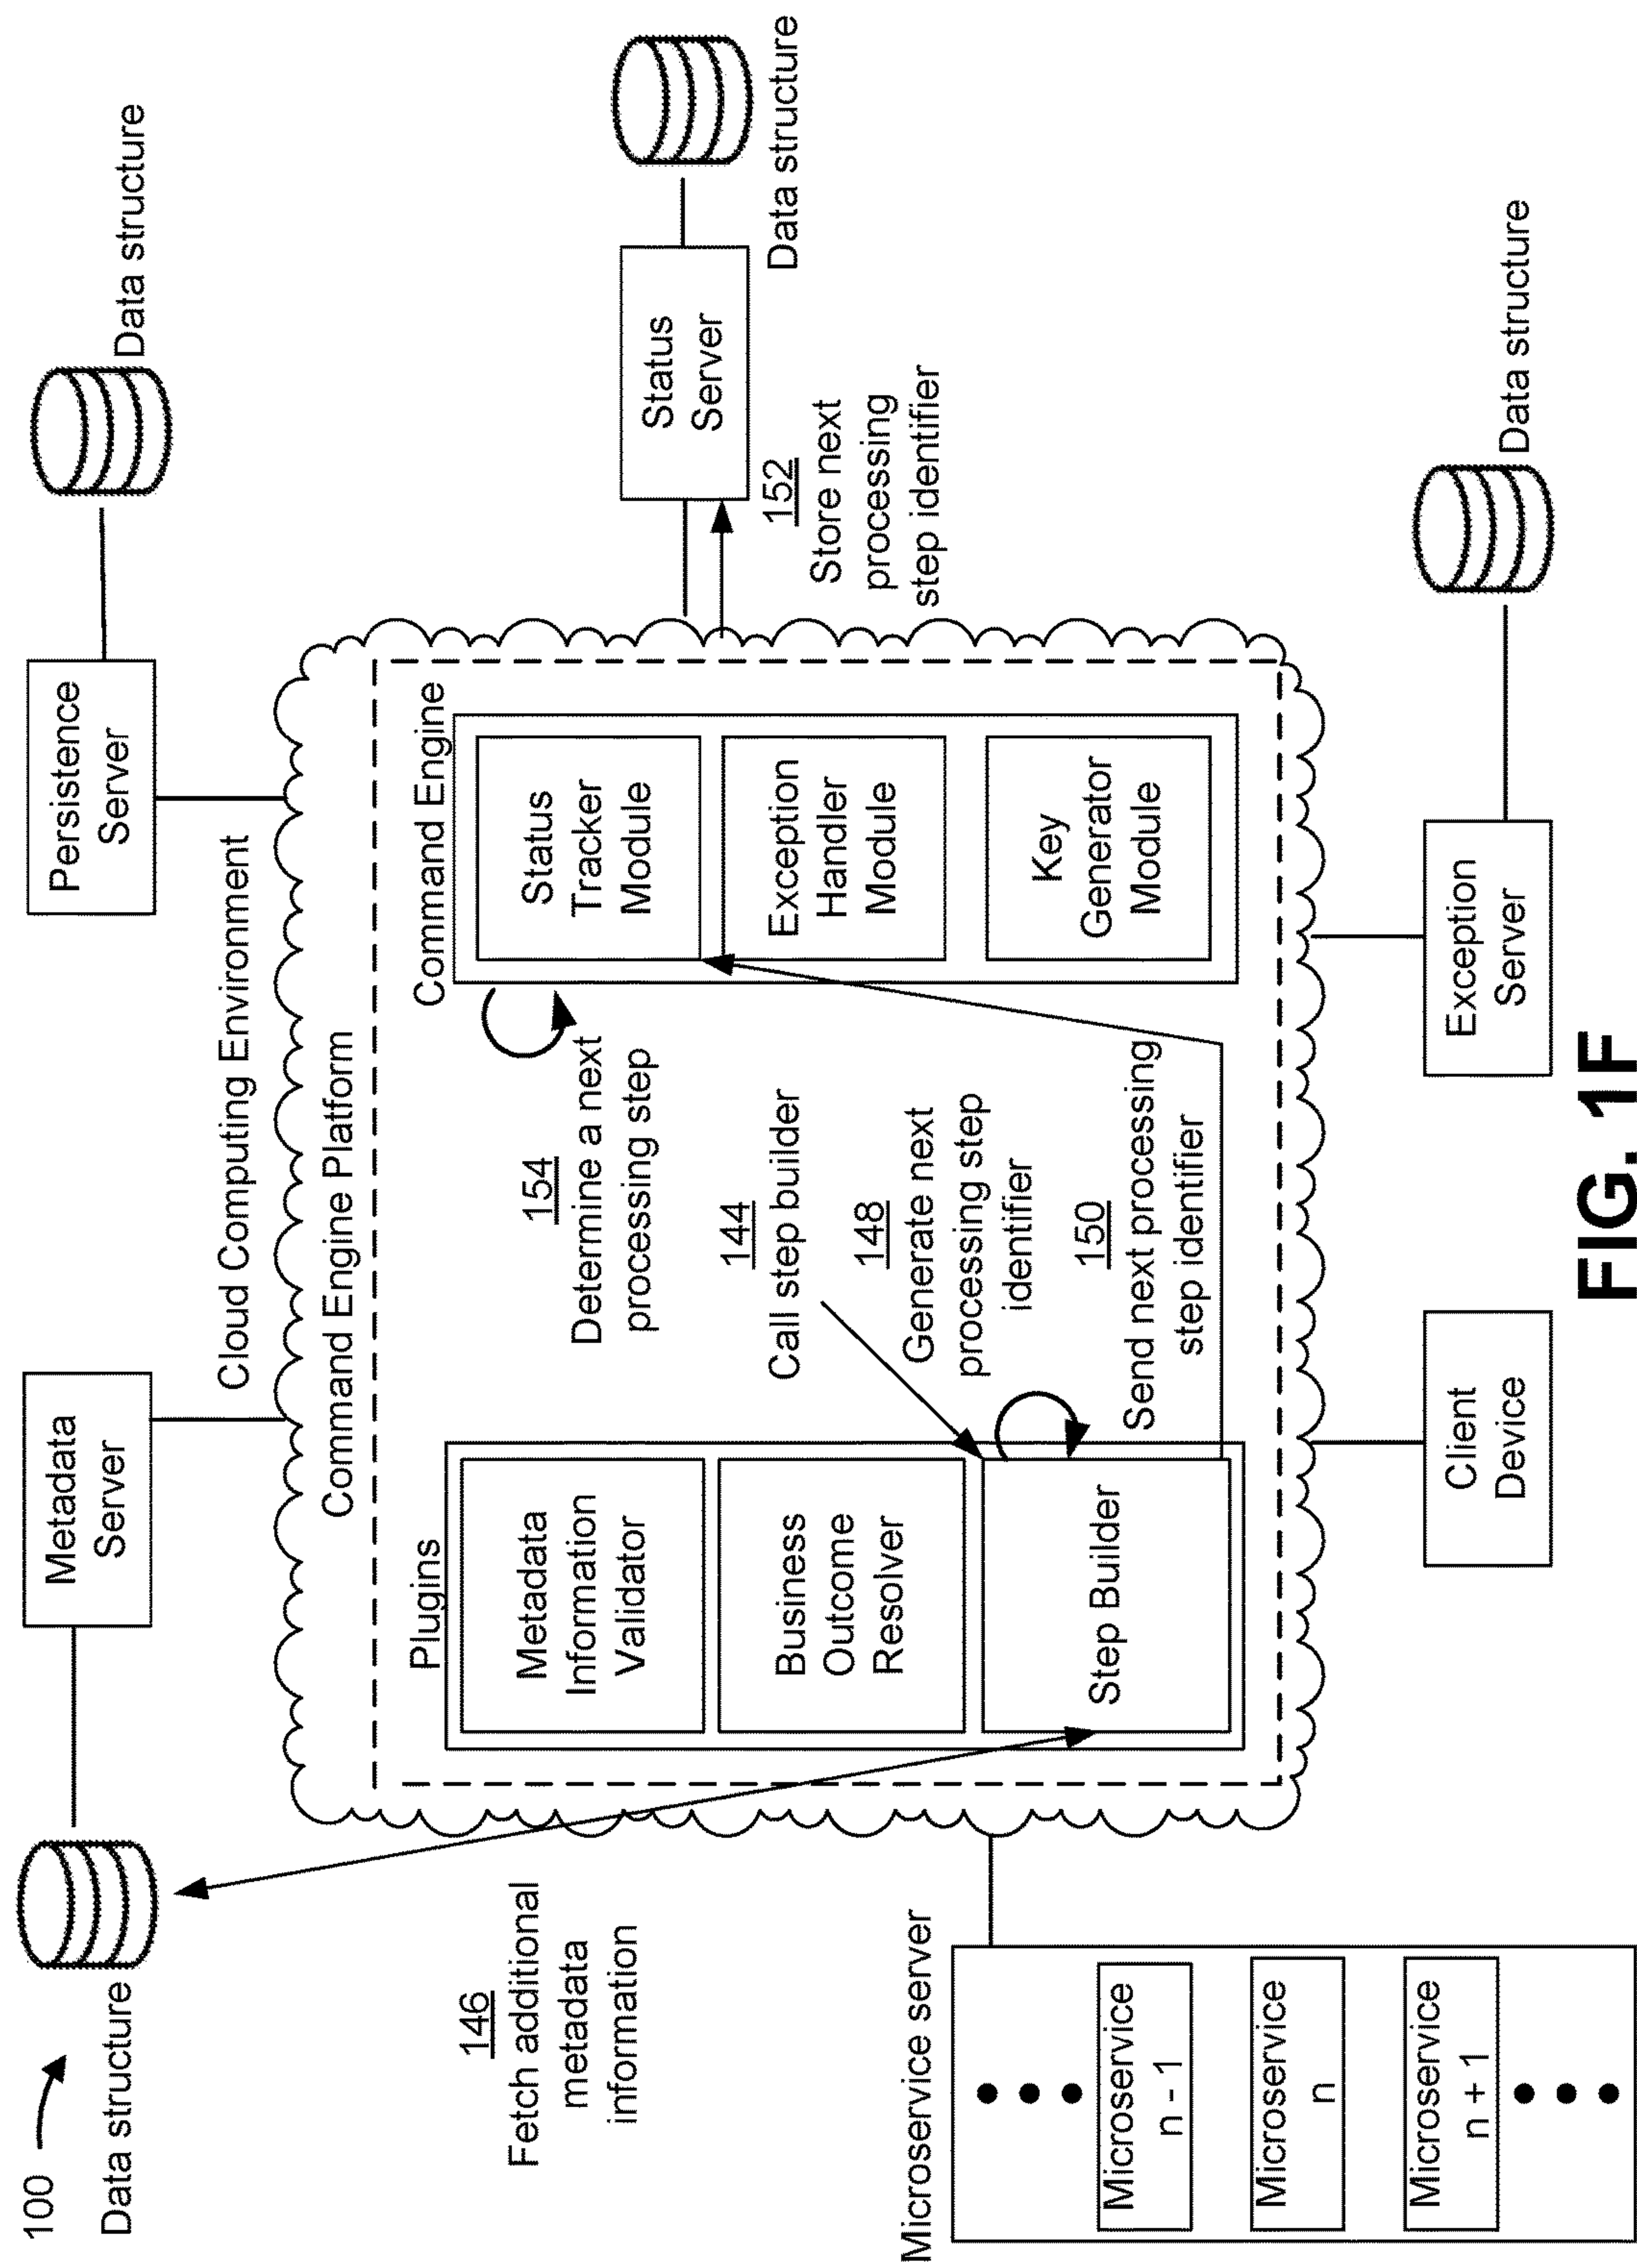 100
Data structure
Metadata
Server
Persistence
Server
Data structure
Cloud Computing Environment
Command Engine Platform
146
Fetch additional
metadata
information
Plugins
Metadata
Information
Validator
Business
Outcome
Resolver
Step Builder
154
Determine a next
processing step
144
Call step builder
148
Generate next
processing step
identifier
150
Send next processing
step identifier
Command Engine
Status
Tracker
Module
Exception
Handler
Module
Key
Generator
Module
Status
Server
Data structure
152
Store next
processing
step identifier
Microservice server
Microservice
n - 1
Microservice
n
Microservice
n + 1
Client
Device
Exception
Server
Data structure
FIG. 1F